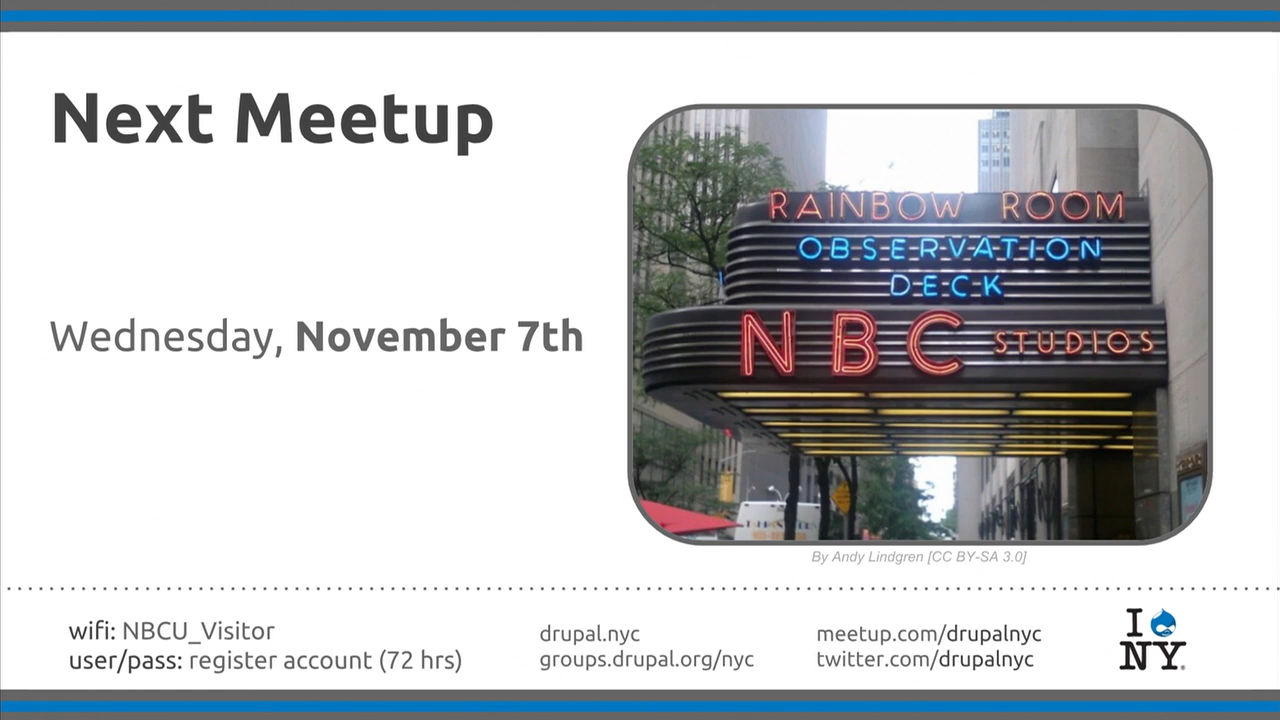 Next Meetup
Wednesday, November 7th
RAINBOW ROOM
OBSERVATION
DECK
NBC STUDIOS
By Andy Lindgren [CC BY-SA 3.0]
wifi: NBCU_Visitor
user/pass: register account (72 hrs)
drupal.nyc
groups.drupal.org/nyc
meetup.com/drupalnyc
twitter.com/drupalnyc
I
NY®